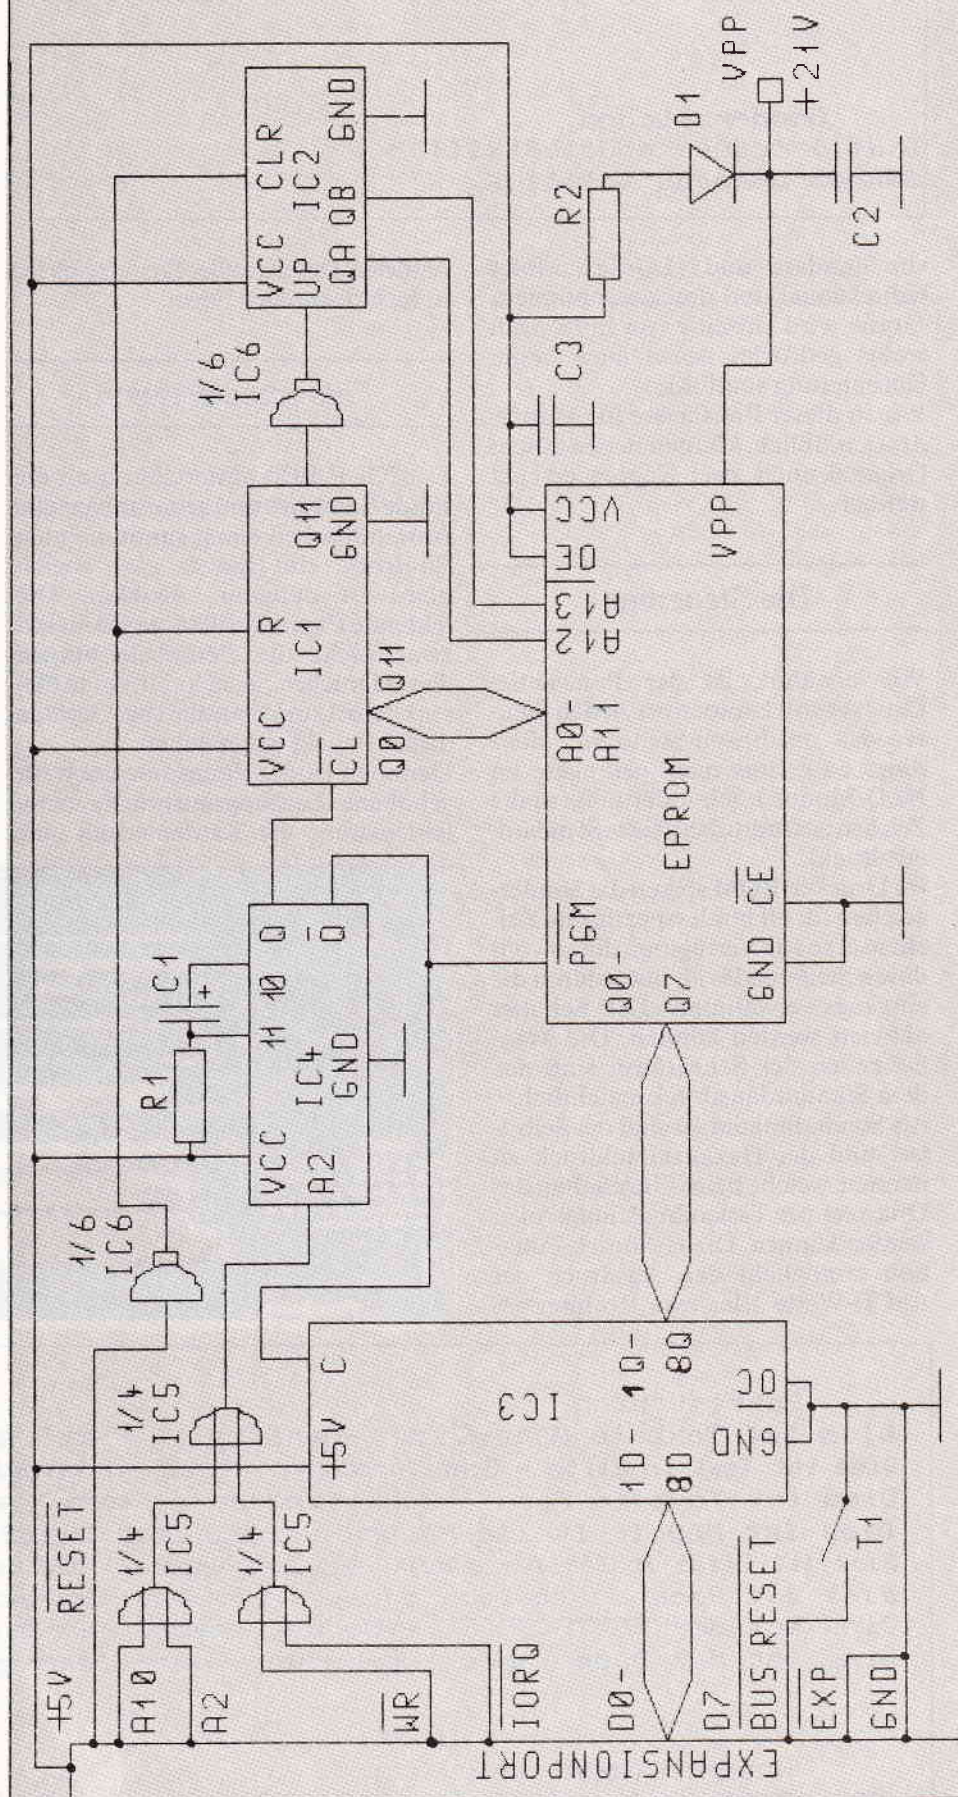 +5V
RESET
A10
A2
WR
IORQ
D0-
D7
BUS RESET
EXP
GND
EXPANSIONPORT
1/4
IC5
1/4
IC5
1/4
IC5
1/6
IC6
+5V
C
IC3
1D-
8D
1Q-
8Q
GND
OC
T1
R1
C1
+
VCC
11
10
Q
A2
IC4
GND
Q
VCC
R
Q11
CL
IC1
GND
Q0
Q11
1/6
IC6
VCC
CLR
UP
IC2
QA
QB
GND
PGM
Q0-
Q7
GND
CE
EPROM
A0-
A11
A12
A13
OE
VCC
VPP
C3
R2
D1
C2
VPP
+21V